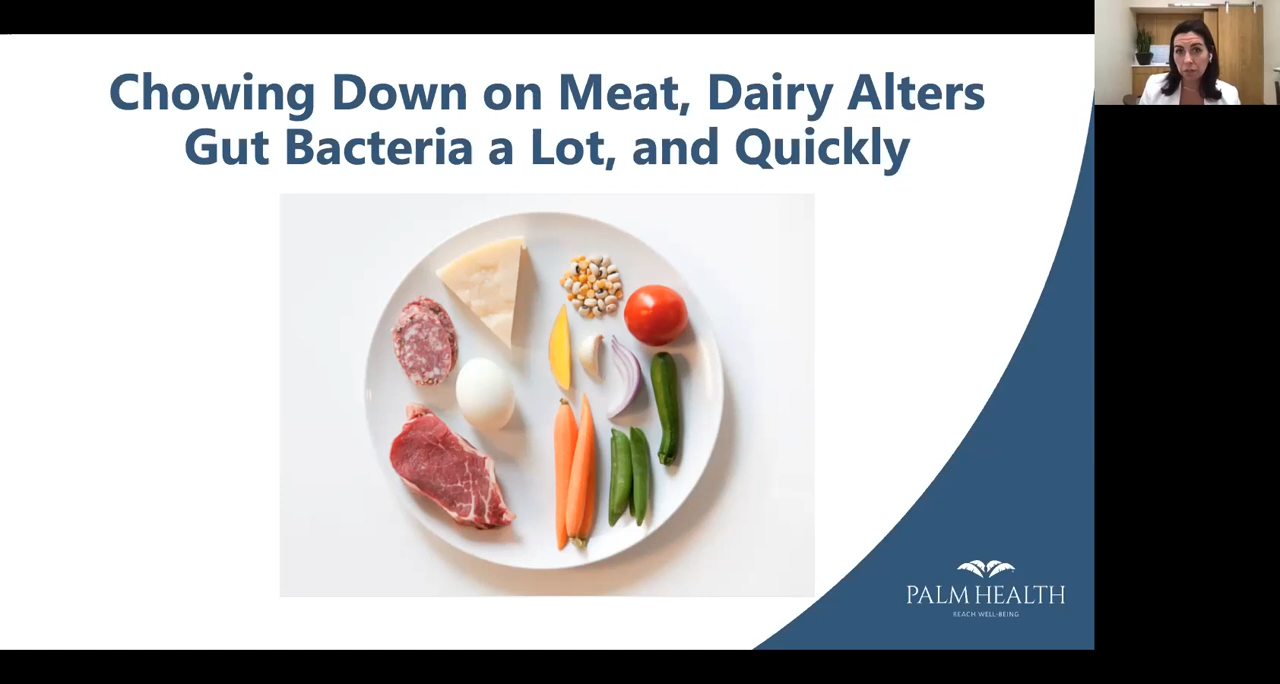 Chowing Down on Meat, Dairy Alters
Gut Bacteria a Lot, and Quickly
PALM HEALTH
REACH WELL-BEING